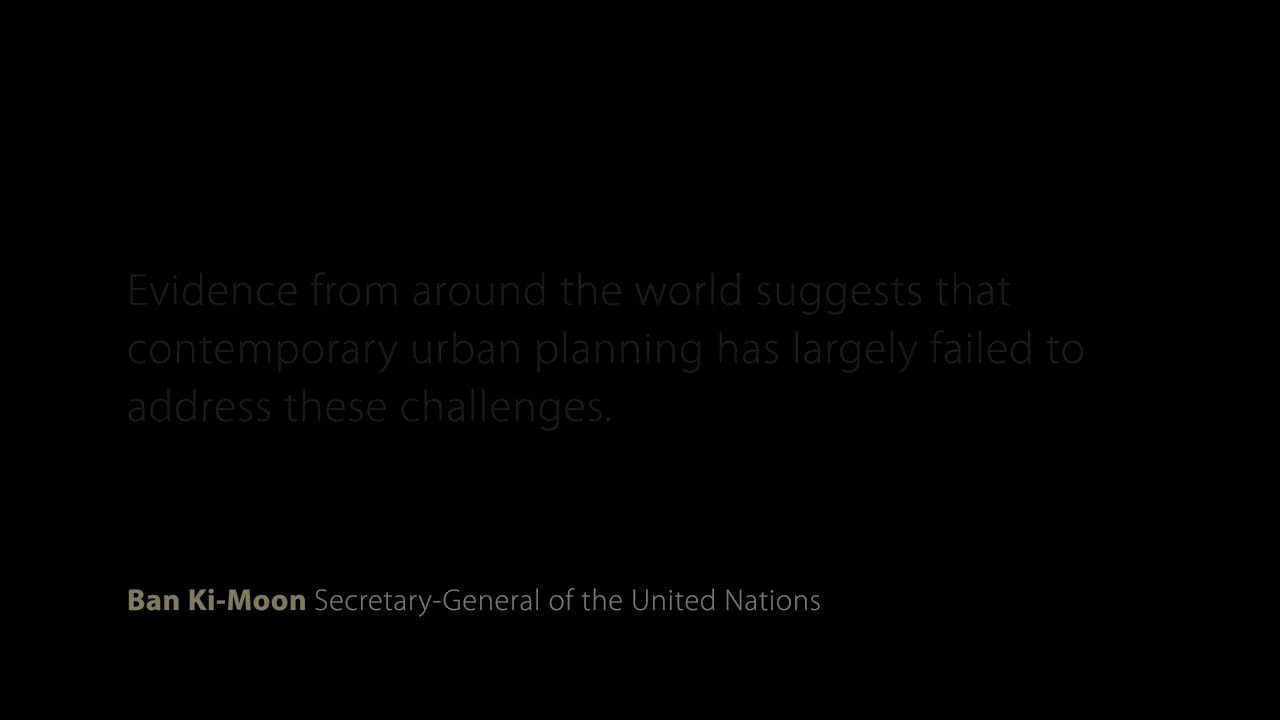 Evidence from around the world suggests that
contemporary urban planning has largely failed to
address these challenges.
Ban Ki-Moon Secretary-General of the United Nations